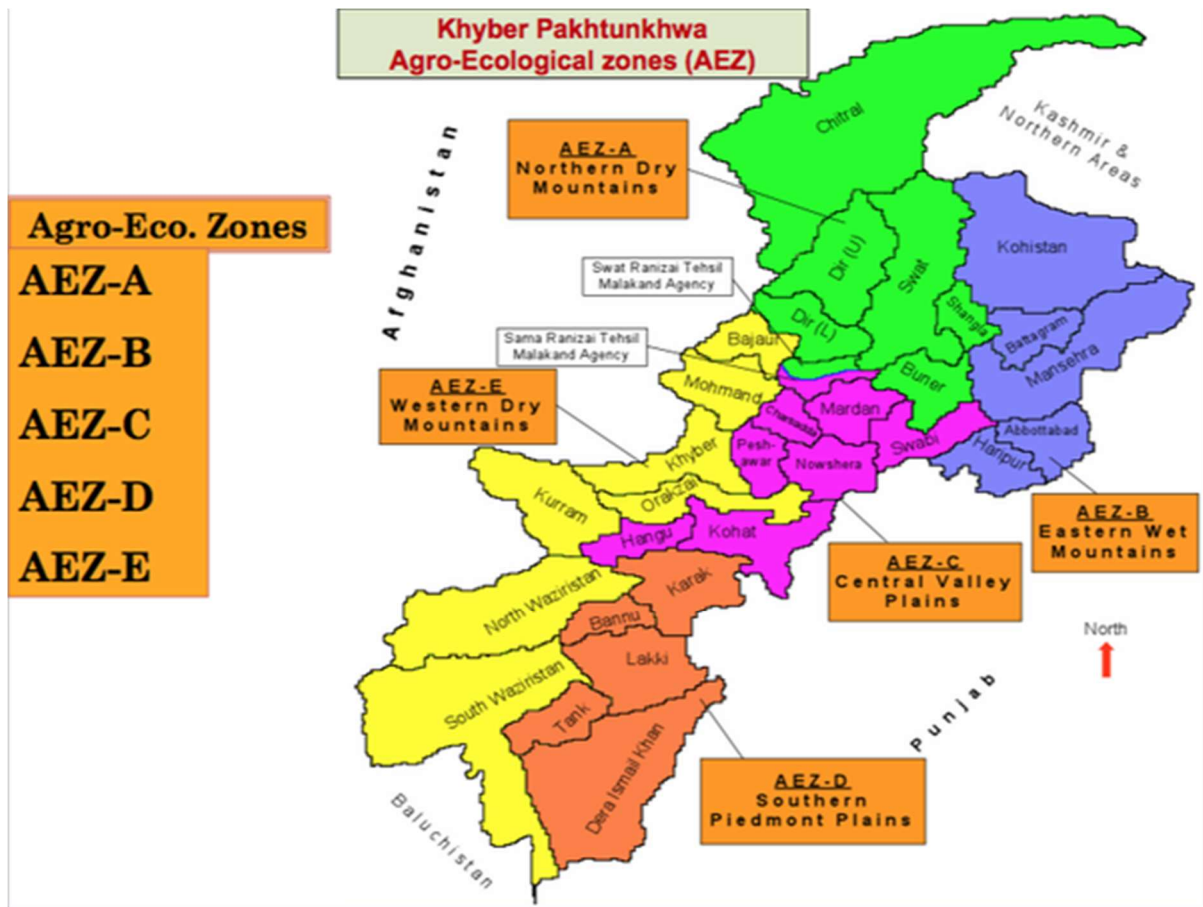 Khyber Pakhtunkhwa
Agro-Ecological zones (AEZ)
Agro-Eco. Zones
AEZ-A
AEZ-B
AEZ-C
AEZ-D
AEZ-E
Afghanistan
Kashmir &
Northern Areas
AEZ-A
Northern Dry
Mountains
Chitral
Dir (U)
Swat
Kohistan
Swat Ranizai Tehsil
Malakand Agency
Dir (L)
Shangla
Battagram
Mansehra
Sama Ranizai Tehsil
Malakand Agency
Bajaur
Buner
AEZ-E
Western Dry
Mountains
Mohmand
Charsadda
Mardan
Swabi
Abbottabad
Haripur
Pesh-
awar
Nowshera
Khyber
Orakzai
Kurram
Hangu
Kohat
AEZ-B
Eastern Wet
Mountains
AEZ-C
Central Valley
Plains
North Waziristan
Karak
Bannu
Lakki
North
South Waziristan
Tank
Dera Ismail Khan
Punjab
AEZ-D
Southern
Piedmont Plains
Baluchistan